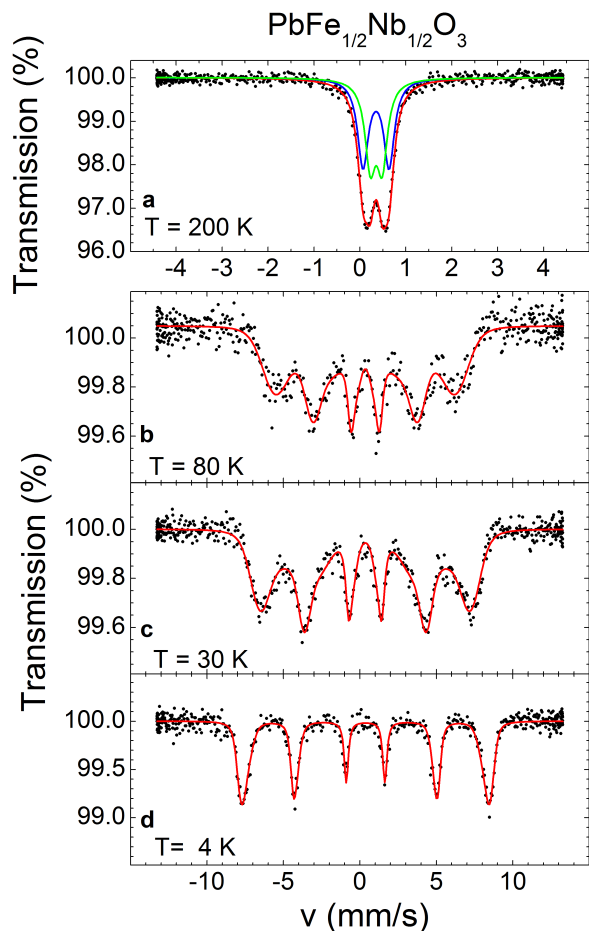 PbFe1/2Nb1/2O3
Transmission (%)
100.0
99.0
98.0
97.0
96.0
a
T = 200 K
-4 -3 -2 -1 0 1 2 3 4
Transmission (%)
100.0
99.8
99.6
b
T = 80 K
100.0
99.8
99.6
c
T = 30 K
100.0
99.5
99.0
d
T= 4 K
-10 -5 0 5 10
v (mm/s)